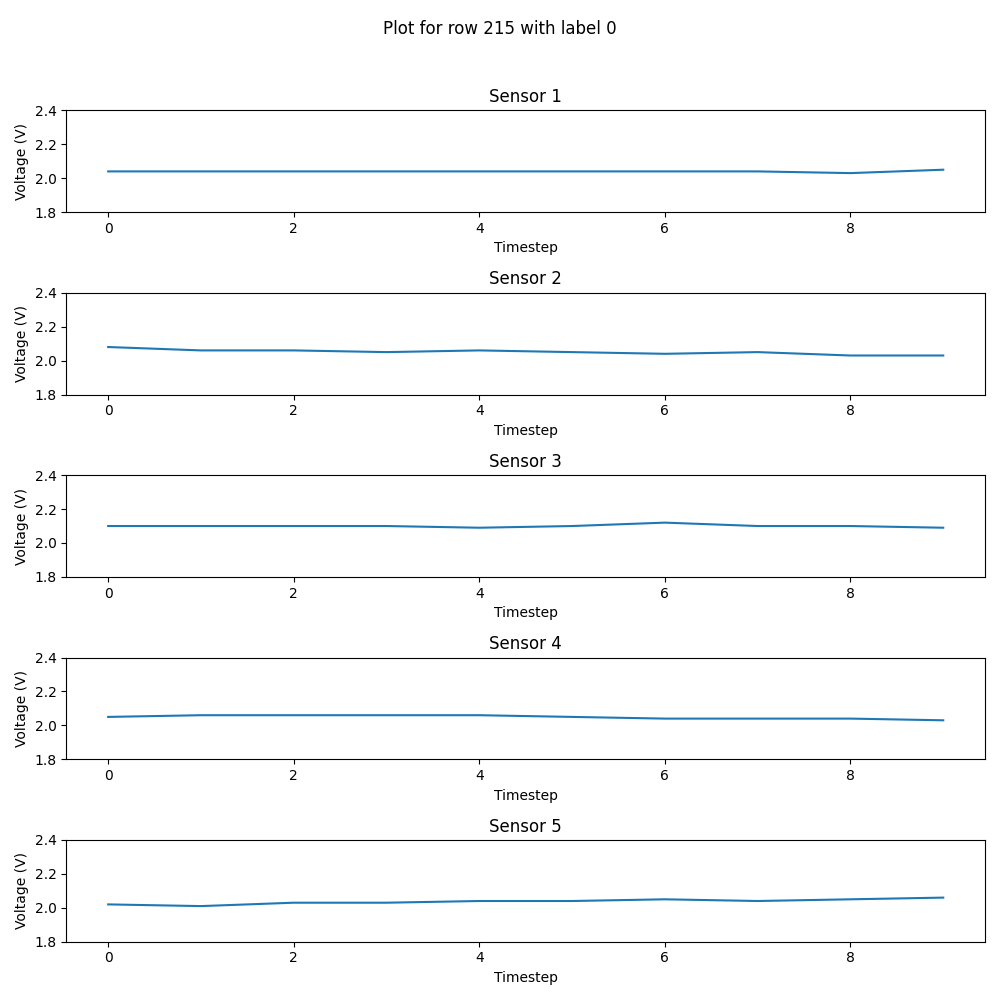 Plot for row 215 with label 0
Sensor 1
2.4
2.2
2.0
1.8
Voltage (V)
0 2 4 6 8
Timestep
Sensor 2
2.4
2.2
2.0
1.8
Voltage (V)
0 2 4 6 8
Timestep
Sensor 3
2.4
2.2
2.0
1.8
Voltage (V)
0 2 4 6 8
Timestep
Sensor 4
2.4
2.2
2.0
1.8
Voltage (V)
0 2 4 6 8
Timestep
Sensor 5
2.4
2.2
2.0
1.8
Voltage (V)
0 2 4 6 8
Timestep